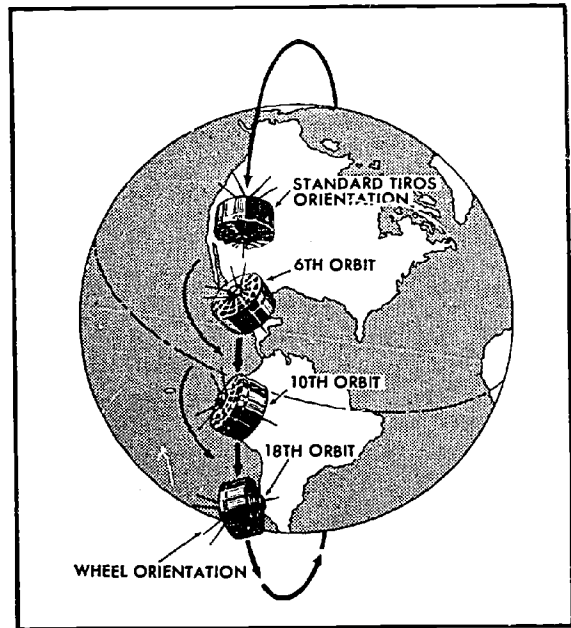 STANDARD TIROS
ORIENTATION
6TH ORBIT
10TH ORBIT
18TH ORBIT
WHEEL ORIENTATION